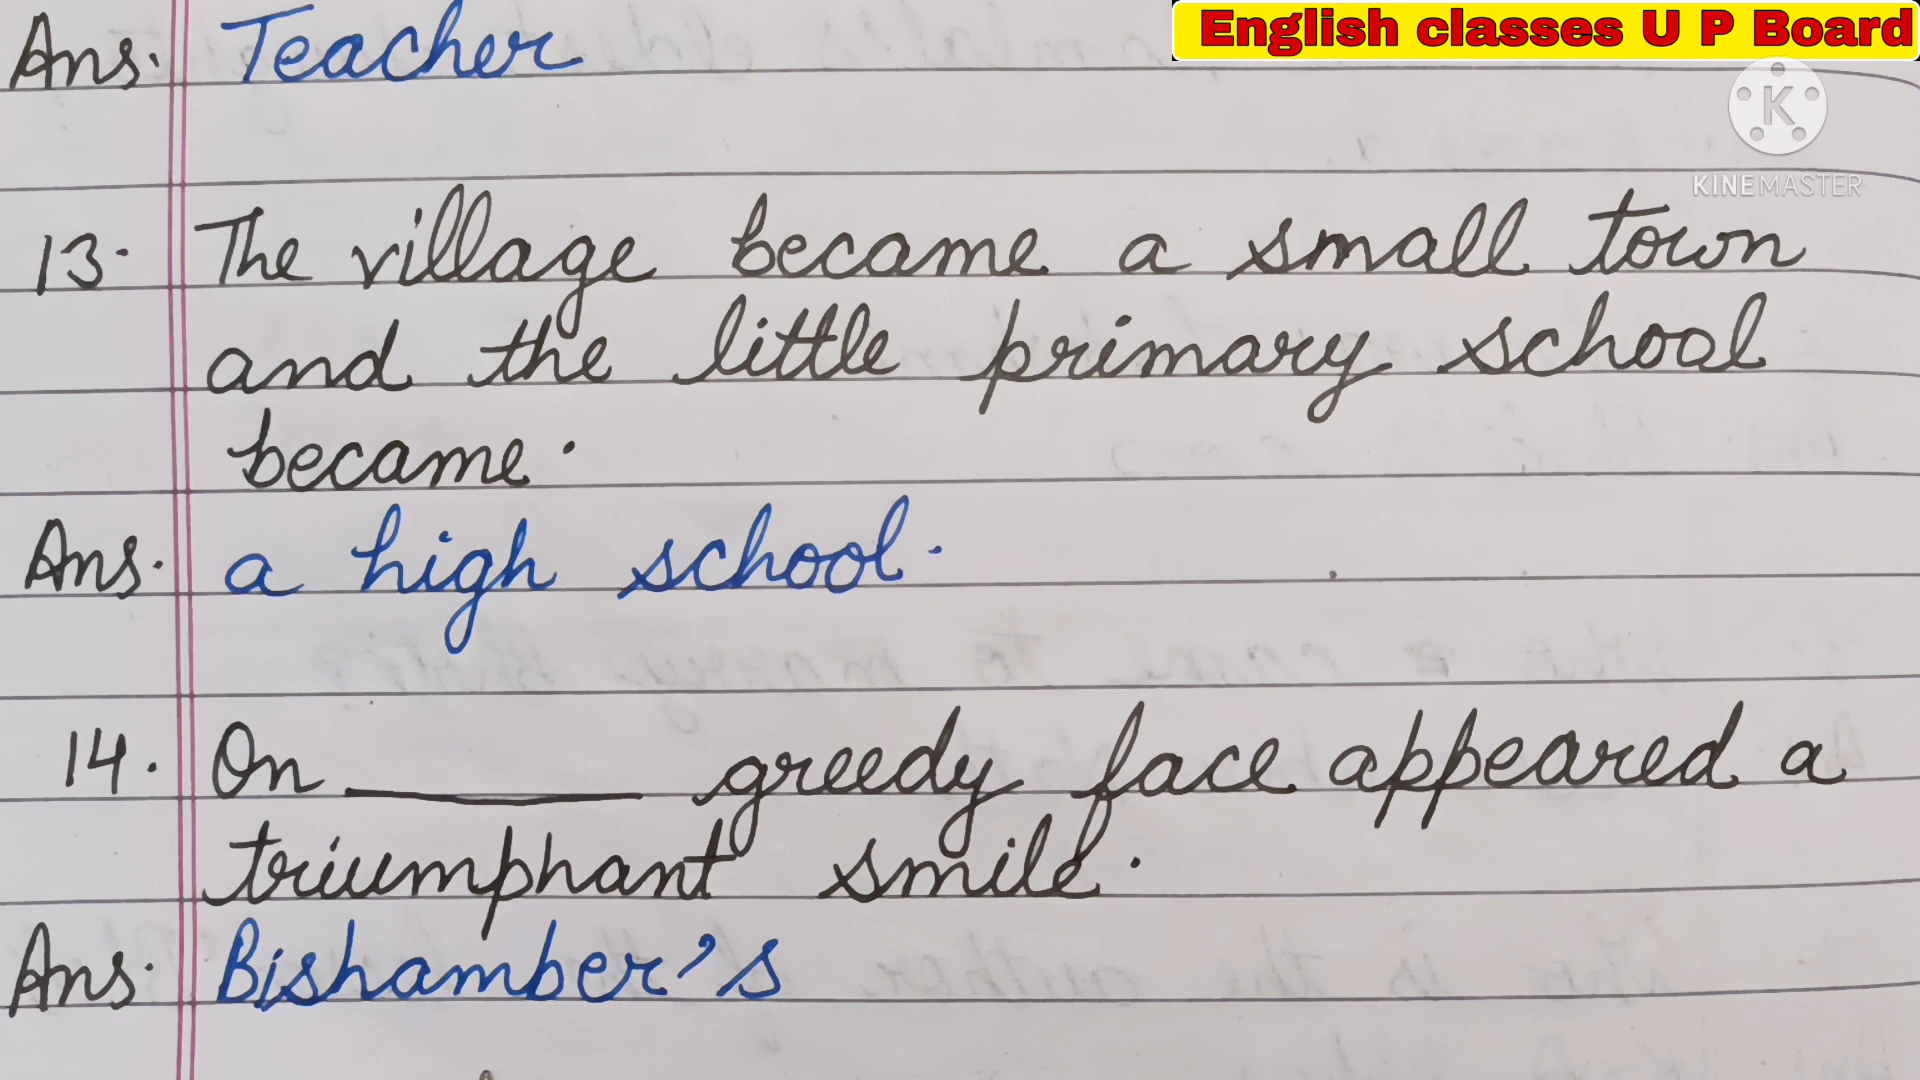 English classes U P Board
Ans. Teacher
KINEMASTER
13. The village became a small town
and the little primary school
became.
Ans. a high school.
14. On ______ greedy face appeared a
triumphant smile.
Ans. Bishamber's